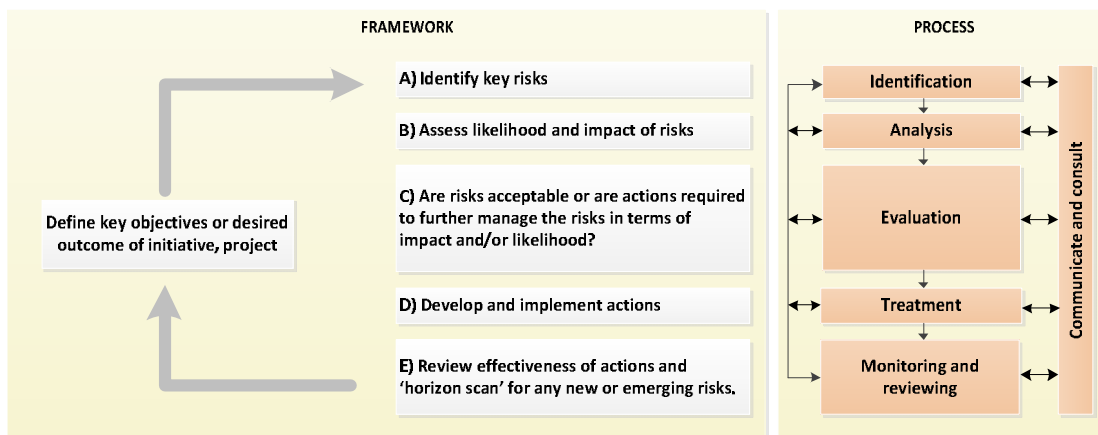 FRAMEWORK
Define key objectives or desired
outcome of initiative, project
A) Identify key risks
B) Assess likelihood and impact of risks
C) Are risks acceptable or are actions required
to further manage the risks in terms of
impact and/or likelihood?
D) Develop and implement actions
E) Review effectiveness of actions and
‘horizon scan’ for any new or emerging risks.
PROCESS
Identification
Analysis
Evaluation
Treatment
Monitoring and
reviewing
Communicate and consult